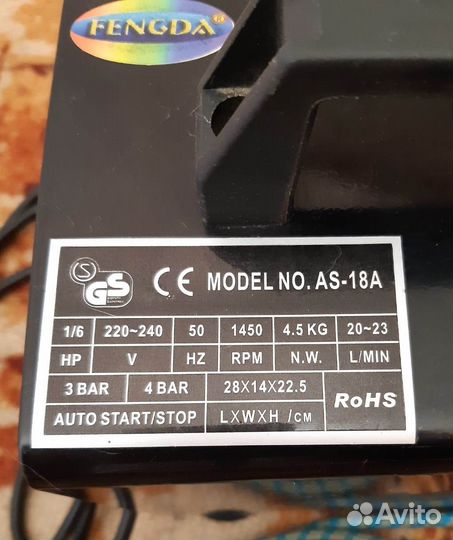 FENGDA®
S GS
CE MODEL NO. AS-18A
1/6 220~240 50 1450 4.5 KG 20~23
HP V HZ RPM N.W. L/MIN
3 BAR 4 BAR 28X14X22.5
RoHS
AUTO START/STOP LXWXH /CM
Avito